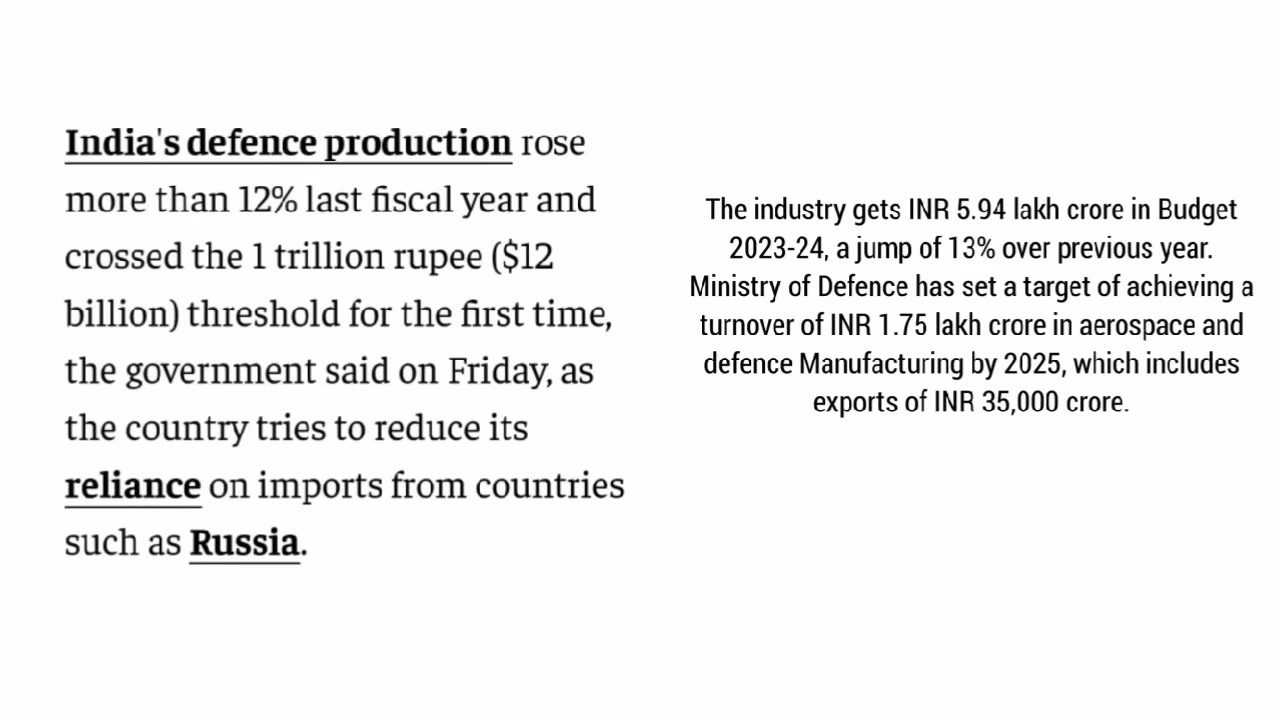 India's defence production rose
more than 12% last fiscal year and
crossed the 1 trillion rupee ($12
billion) threshold for the first time,
the government said on Friday, as
the country tries to reduce its
reliance on imports from countries
such as Russia.
The industry gets INR 5.94 lakh crore in Budget
2023-24, a jump of 13% over previous year.
Ministry of Defence has set a target of achieving a
turnover of INR 1.75 lakh crore in aerospace and
defence Manufacturing by 2025, which includes
exports of INR 35,000 crore.